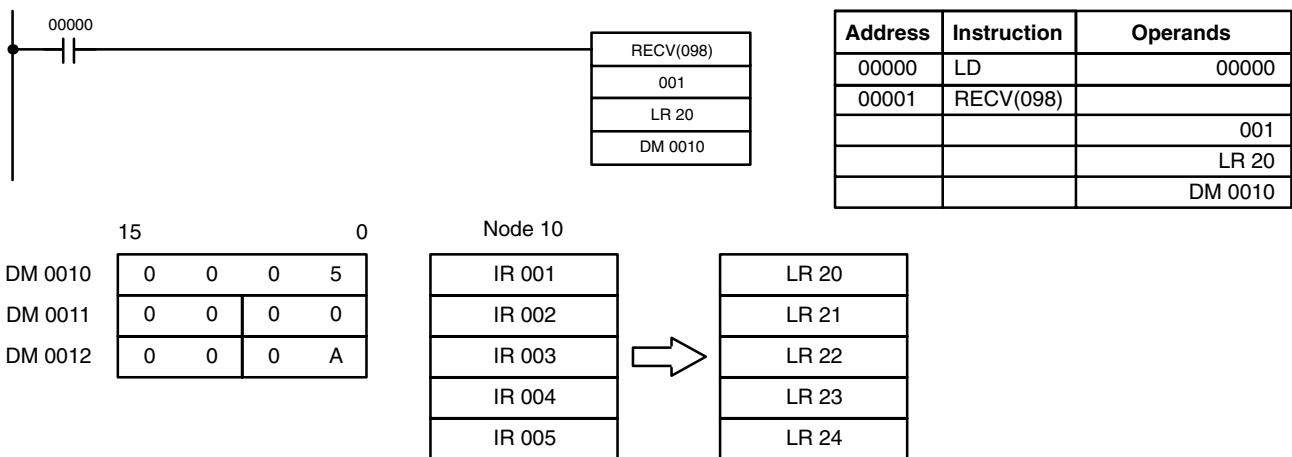 00000
RECV(098)
001
LR 20
DM 0010
Address Instruction Operands
00000 LD 00000
00001 RECV(098)
001
LR 20
DM 0010
15 0 Node 10
DM 0010 0 0 0 5 IR 001 LR 20
DM 0011 0 0 0 0 IR 002 LR 21
DM 0012 0 0 0 A IR 003 LR 22
IR 004 LR 23
IR 005 LR 24